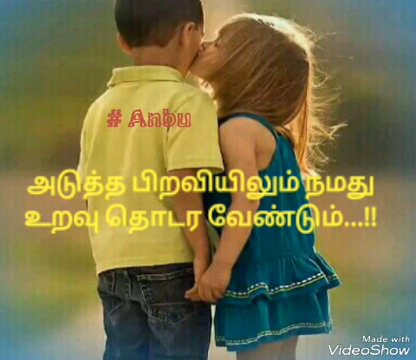 # Anbu
அடுத்த பிறவியிலும் நமது
உறவு தொடர வேண்டும்...!!
Made with
VideoShow